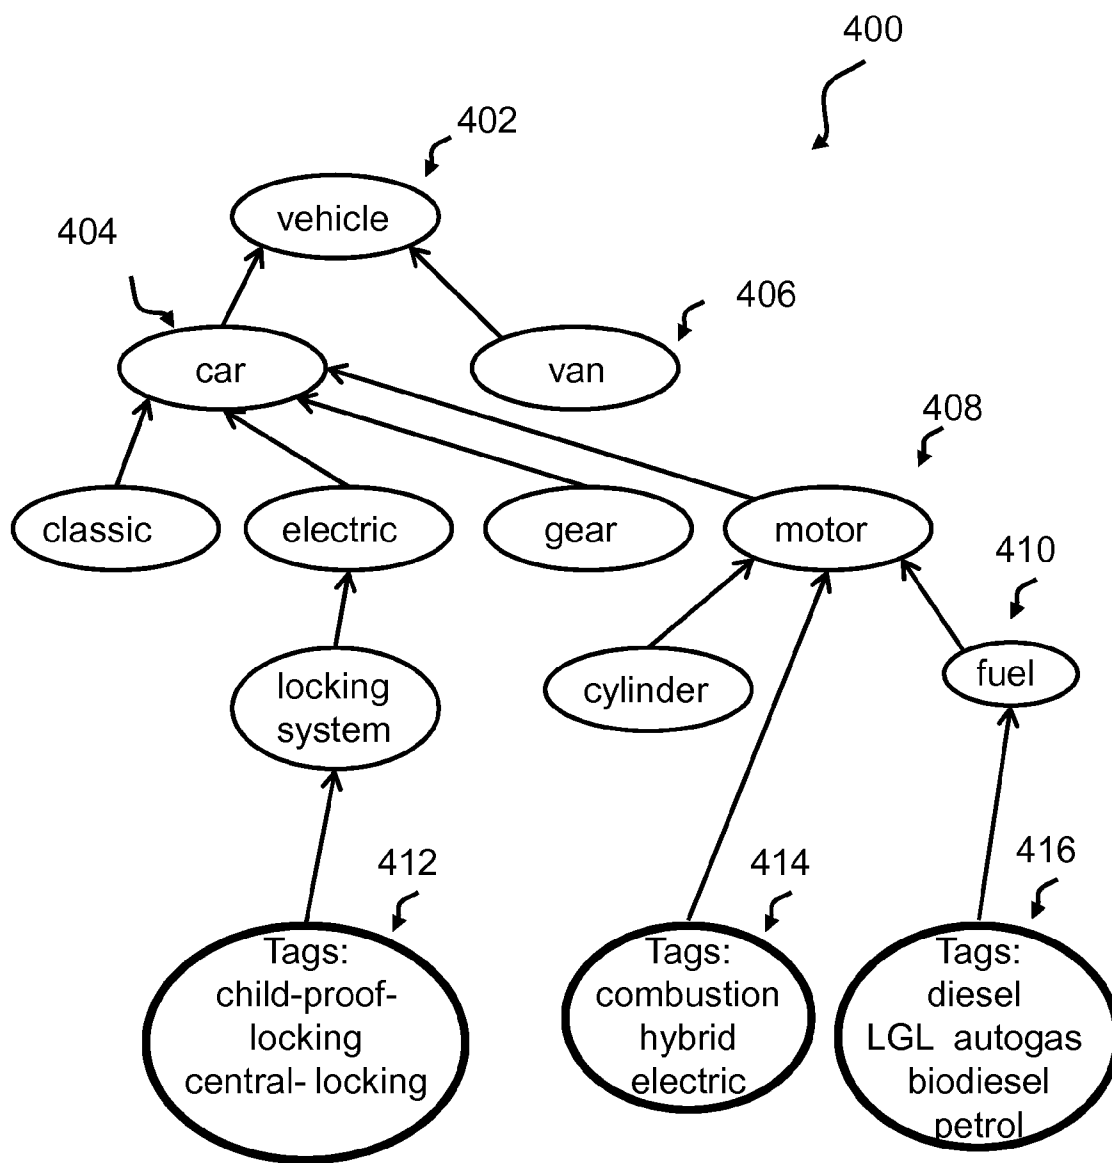 400
402
vehicle
404
406
car
van
408
classic
electric
gear
motor
410
locking
system
cylinder
fuel
412
414
416
Tags:
child-proof-
locking
central- locking
Tags:
combustion
hybrid
electric
Tags:
diesel
LGL autogas
biodiesel
petrol